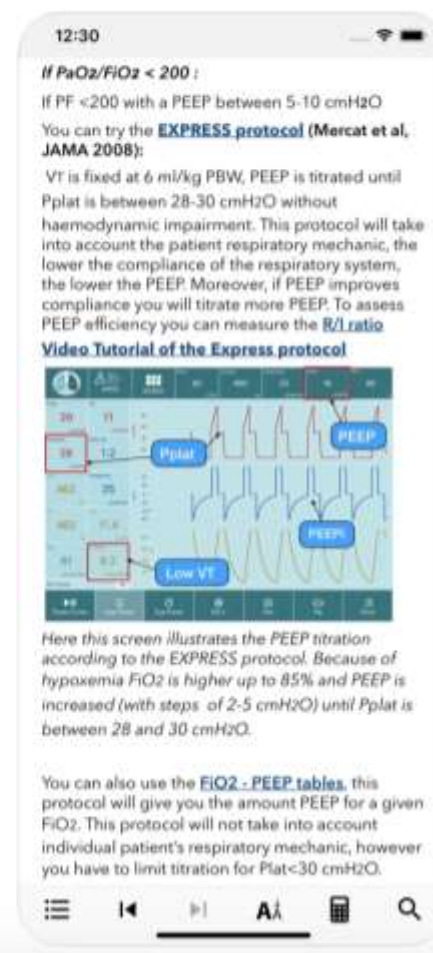 12:30
If PaO2/FiO2 < 200 :
If PF <200 with a PEEP between 5-10 cmH2O
You can try the EXPRESS protocol (Mercat et al,
JAMA 2008):
VT is fixed at 6 ml/kg PBW, PEEP is titrated until
Pplat is between 28-30 cmH2O without
haemodynamic impairment. This protocol will take
into account the patient respiratory mechanic, the
lower the compliance of the respiratory system,
the lower the PEEP. Moreover, if PEEP improves
compliance you will titrate more PEEP. To assess
PEEP efficiency you can measure the R/I ratio
Video Tutorial of the Express protocol
PEEP
Pplat
PEEPi
Low VT
Here this screen illustrates the PEEP titration
according to the EXPRESS protocol. Because of
hypoxemia FiO2 is higher up to 85% and PEEP is
increased (with steps of 2-5 cmH2O) until Pplat is
between 28 and 30 cmH2O.
You can also use the FiO2 - PEEP tables, this
protocol will give you the amount PEEP for a given
FiO2. This protocol will not take into account
individual patient's respiratory mechanic, however
you have to limit titration for Plat<30 cmH2O.
AA